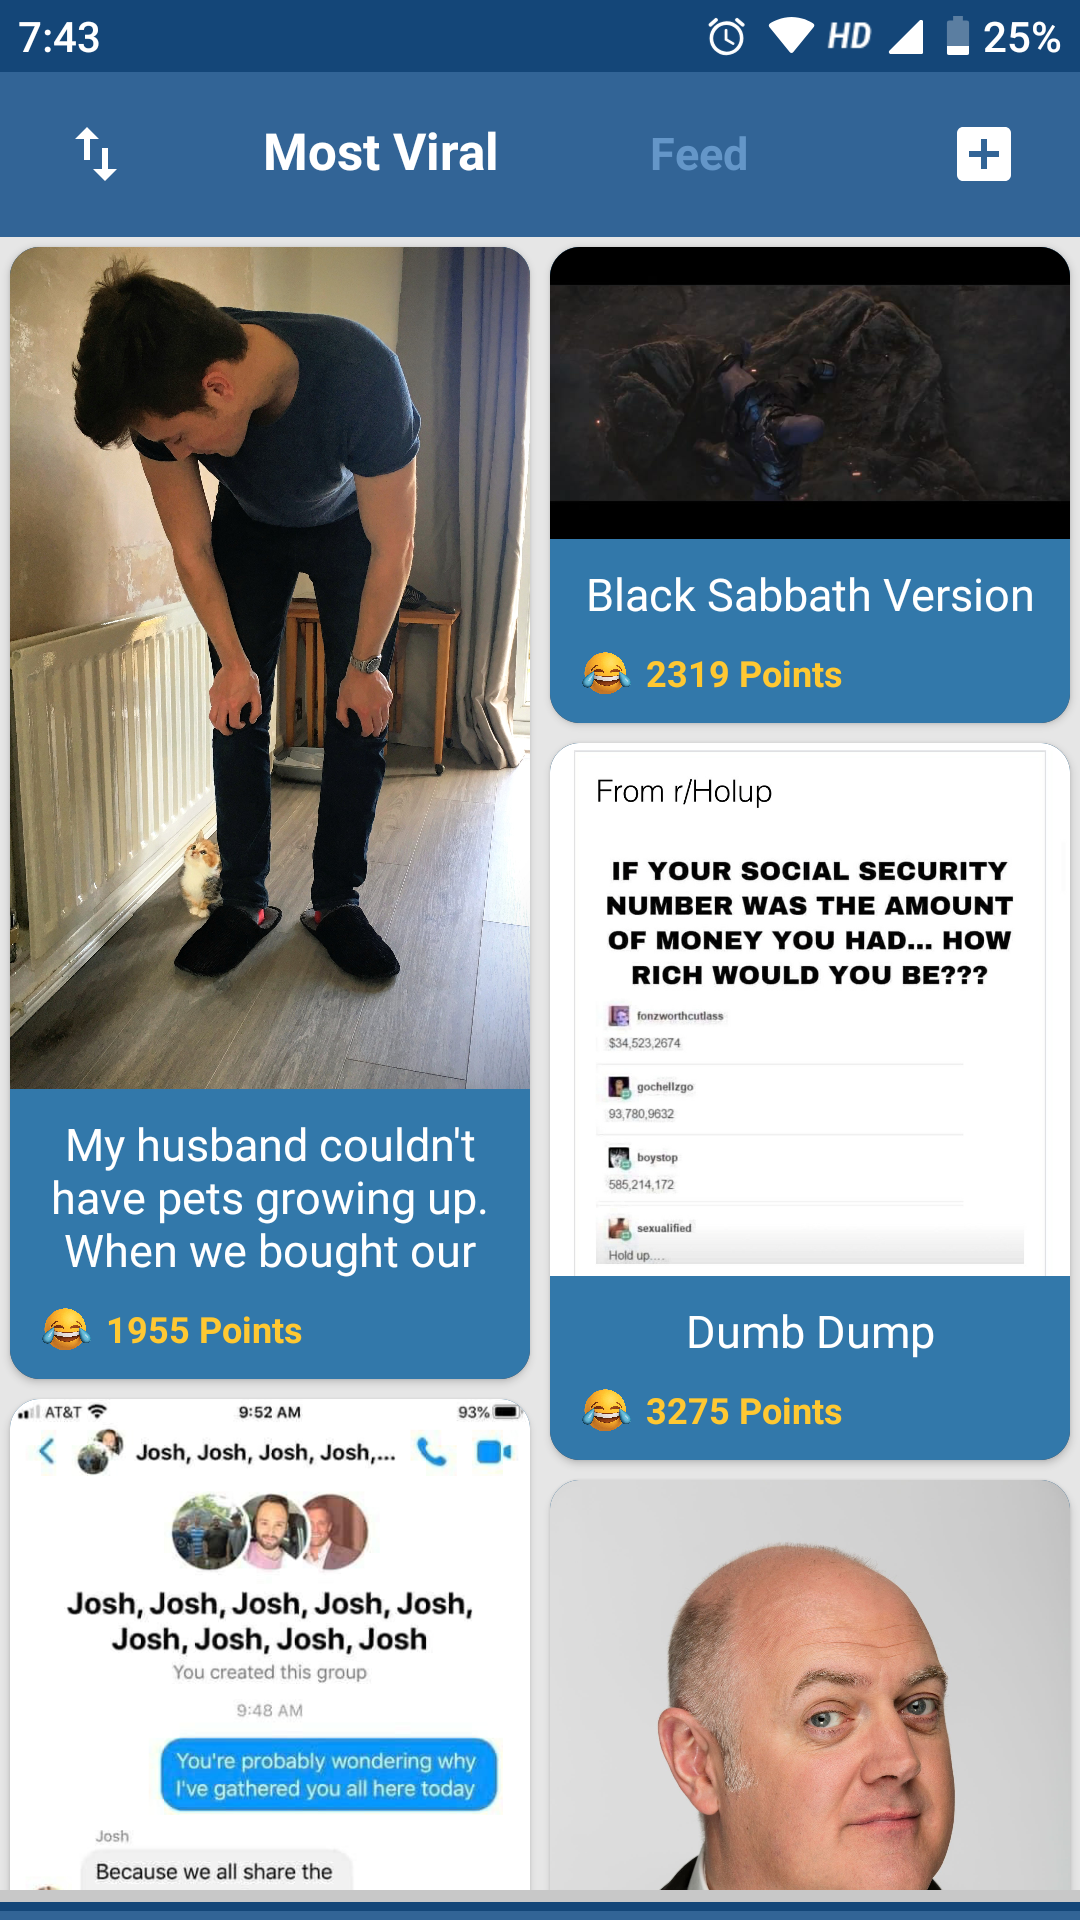 7:43
HD
25%
Most Viral
Feed
Black Sabbath Version
2319 Points
From r/Holup
IF YOUR SOCIAL SECURITY
NUMBER WAS THE AMOUNT
OF MONEY YOU HAD... HOW
RICH WOULD YOU BE???
fonzworthcutlass
$34,523,2674
gochellzgo
93,780,9632
boystop
585,214,172
sexualified
Hold up....
Dumb Dump
3275 Points
My husband couldn't
have pets growing up.
When we bought our
1955 Points
AT&T
9:52 AM
93%
Josh, Josh, Josh, Josh,...
Josh, Josh, Josh, Josh, Josh,
Josh, Josh, Josh, Josh
You created this group
9:48 AM
You're probably wondering why
I've gathered you all here today
Josh
Because we all share the